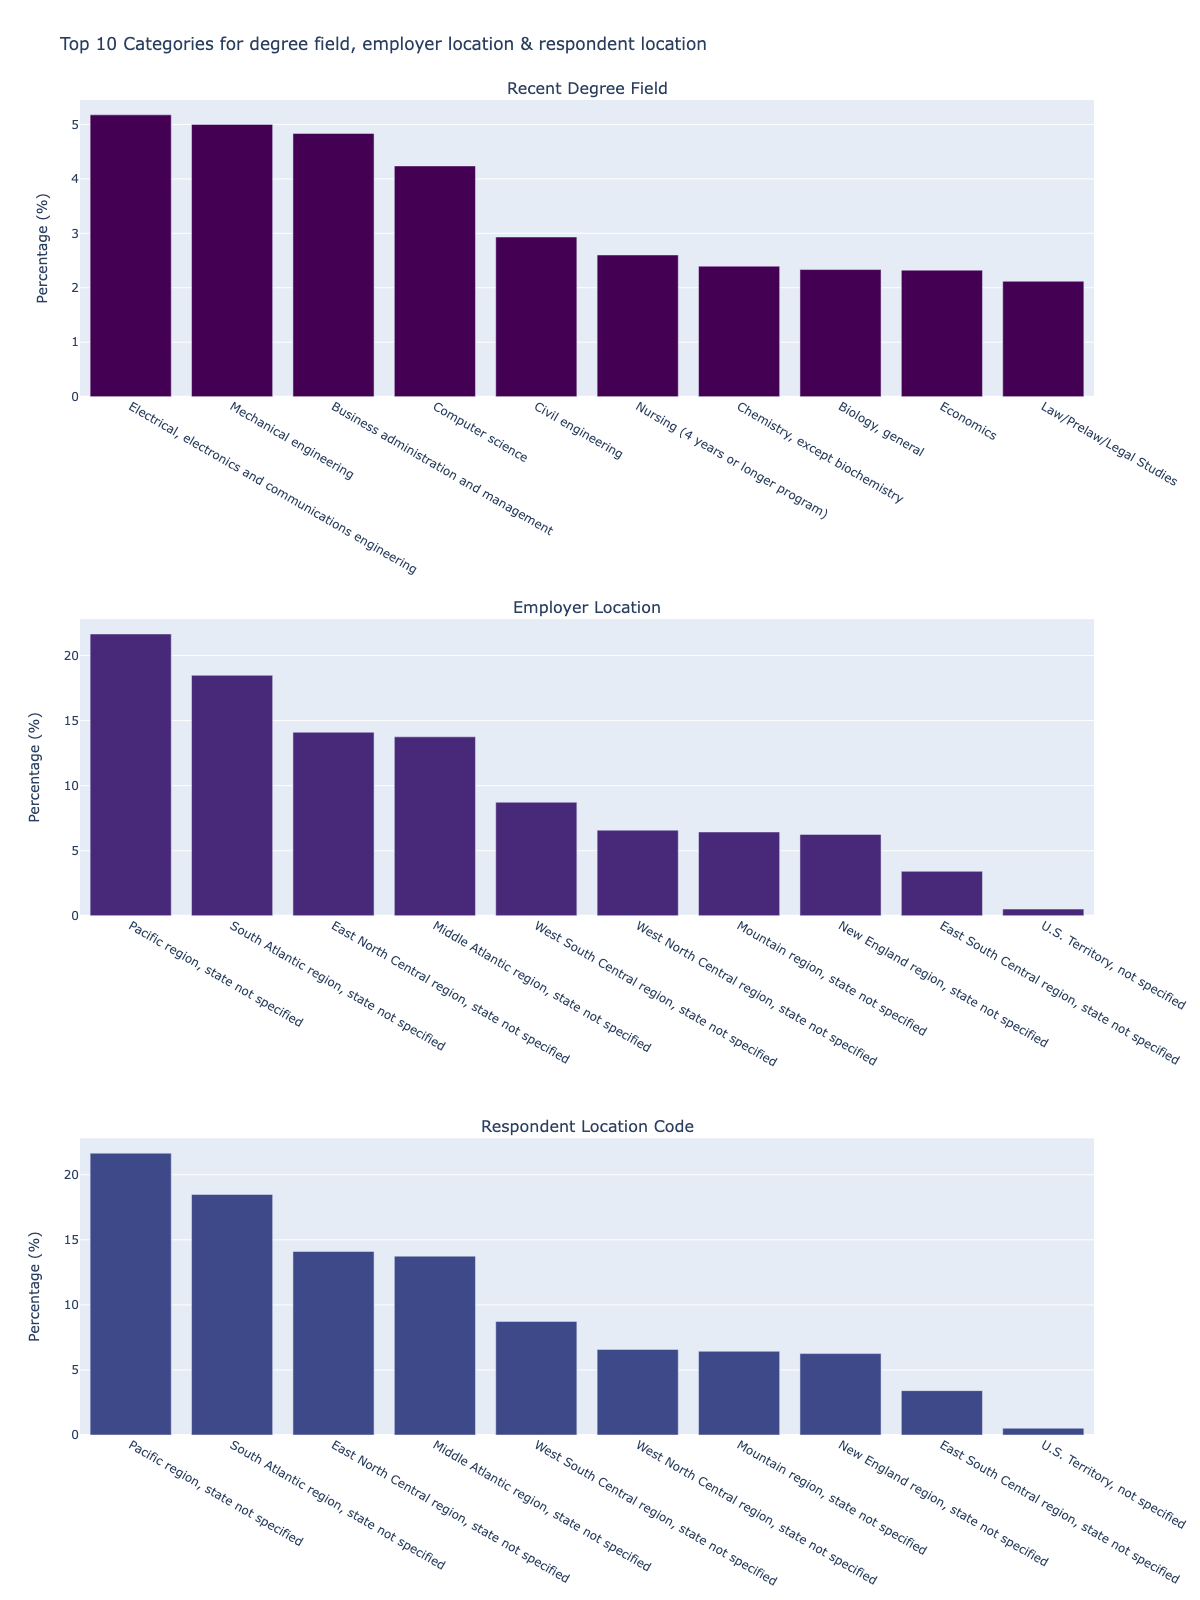 Top 10 Categories for degree field, employer location & respondent location
Recent Degree Field
Percentage (%)
5
4
3
2
1
0
Electrical, electronics and communications engineering
Mechanical engineering
Business administration and management
Computer science
Civil engineering
Nursing (4 years or longer program)
Chemistry, except biochemistry
Biology, general
Economics
Law/Prelaw/Legal Studies
Employer Location
Percentage (%)
20
15
10
5
0
Pacific region, state not specified
South Atlantic region, state not specified
East North Central region, state not specified
Middle Atlantic region, state not specified
West South Central region, state not specified
West North Central region, state not specified
Mountain region, state not specified
New England region, state not specified
East South Central region, state not specified
U.S. Territory, not specified
Respondent Location Code
Percentage (%)
20
15
10
5
0
Pacific region, state not specified
South Atlantic region, state not specified
East North Central region, state not specified
Middle Atlantic region, state not specified
West South Central region, state not specified
West North Central region, state not specified
Mountain region, state not specified
New England region, state not specified
East South Central region, state not specified
U.S. Territory, not specified